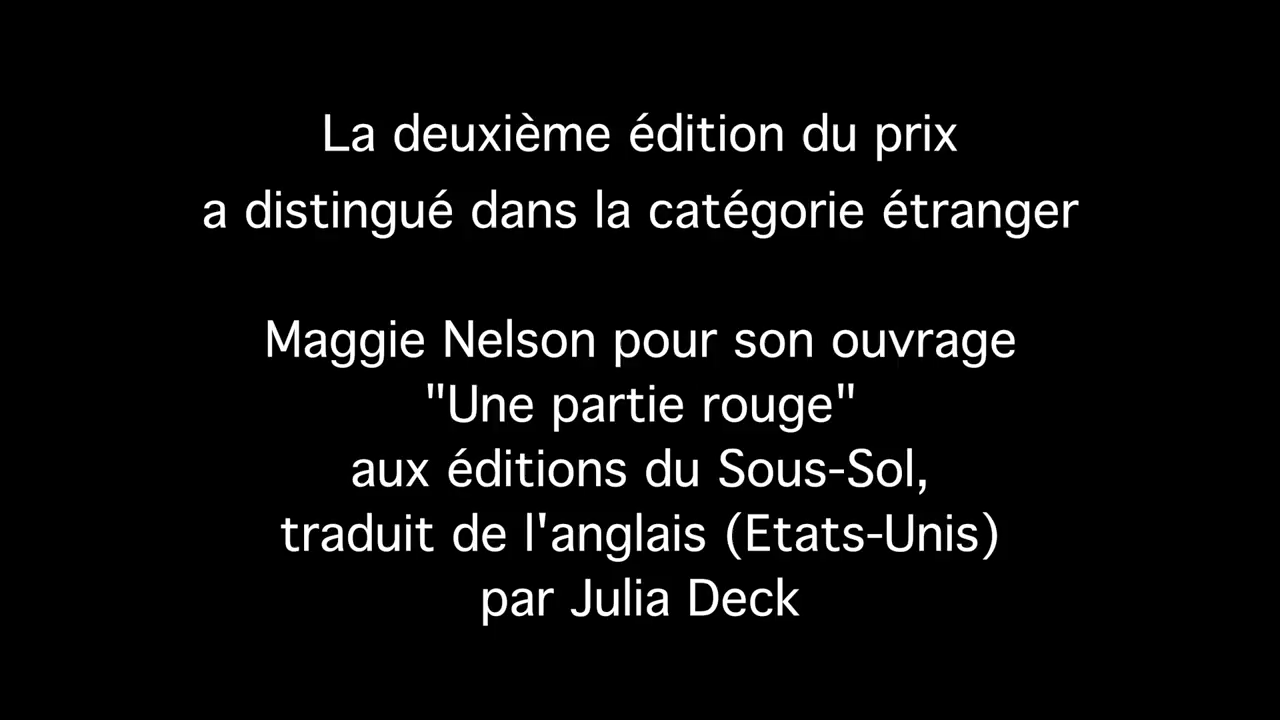 La deuxième édition du prix
a distingué dans la catégorie étranger
Maggie Nelson pour son ouvrage
"Une partie rouge"
aux éditions du Sous-Sol,
traduit de l'anglais (Etats-Unis)
par Julia Deck